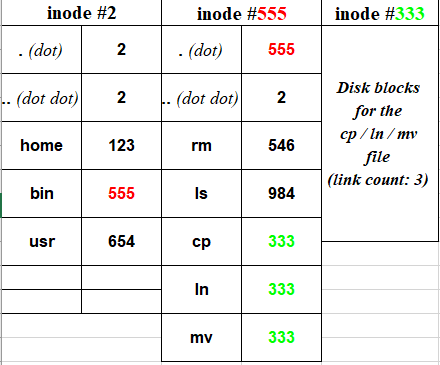 inode #2 inode #555 inode #333
. (dot) 2 . (dot) 555
.. (dot dot) 2 .. (dot dot) 2
Disk blocks
for the
cp / ln / mv
file
(link count: 3)
home 123 rm 546
bin 555 ls 984
usr 654 cp 333
ln 333
mv 333